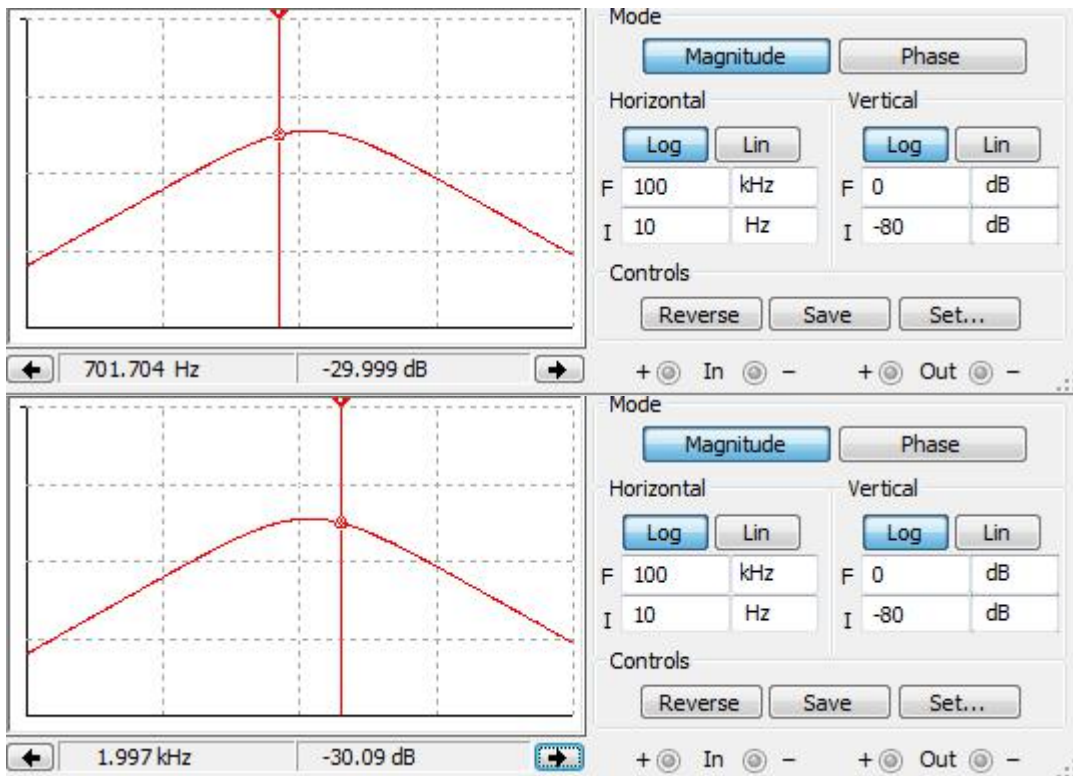 Mode
Magnitude Phase
Horizontal Vertical
Log Lin Log Lin
F 100 kHz F 0 dB
I 10 Hz I -80 dB
Controls
Reverse Save Set...
701.704 Hz -29.999 dB + In − + Out −
Mode
Magnitude Phase
Horizontal Vertical
Log Lin Log Lin
F 100 kHz F 0 dB
I 10 Hz I -80 dB
Controls
Reverse Save Set...
1.997 kHz -30.09 dB + In − + Out −